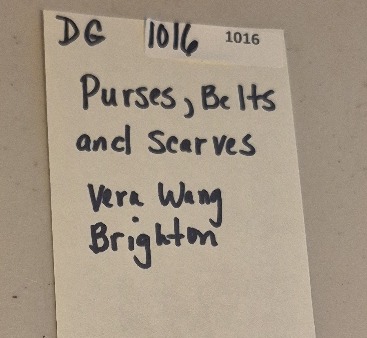 DG 1016 1016
Purses, Belts
and Scarves
Vera Wang
Brighton